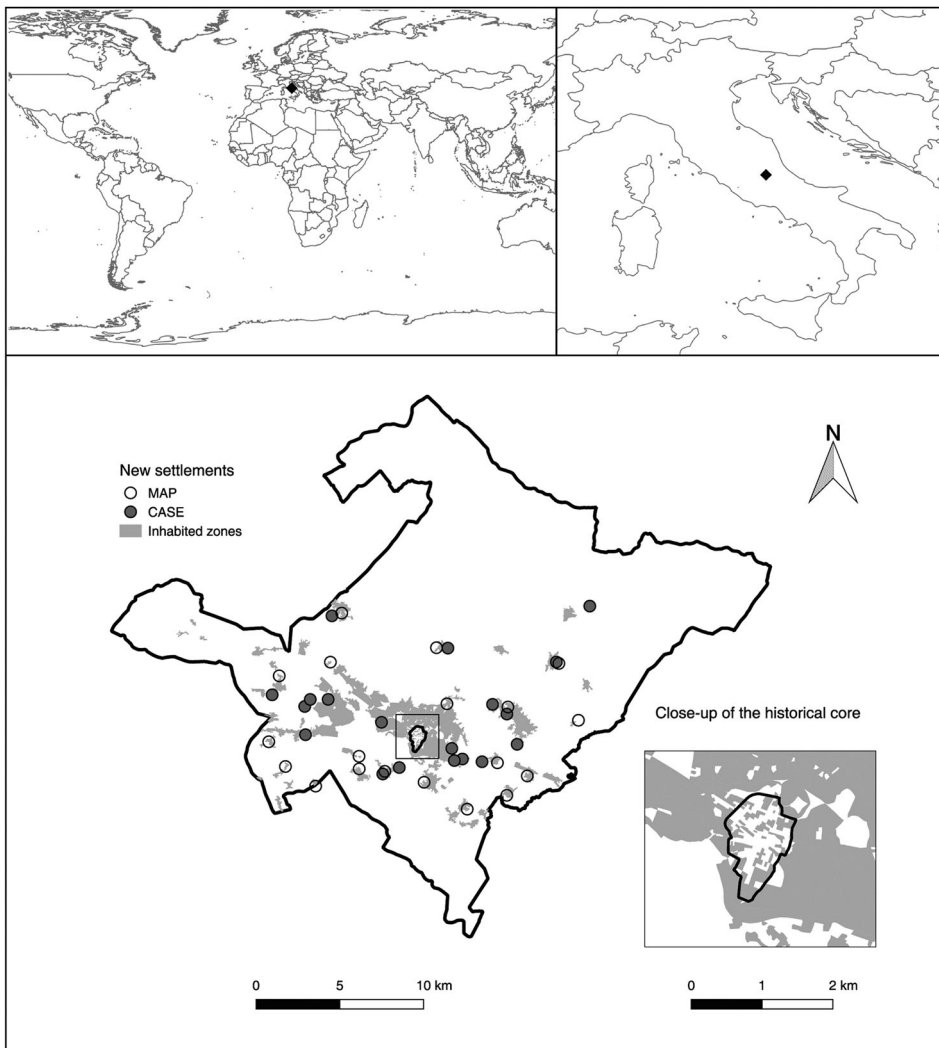 N
New settlements
MAP
CASE
Inhabited zones
Close-up of the historical core
0 5 10 km
0 1 2 km